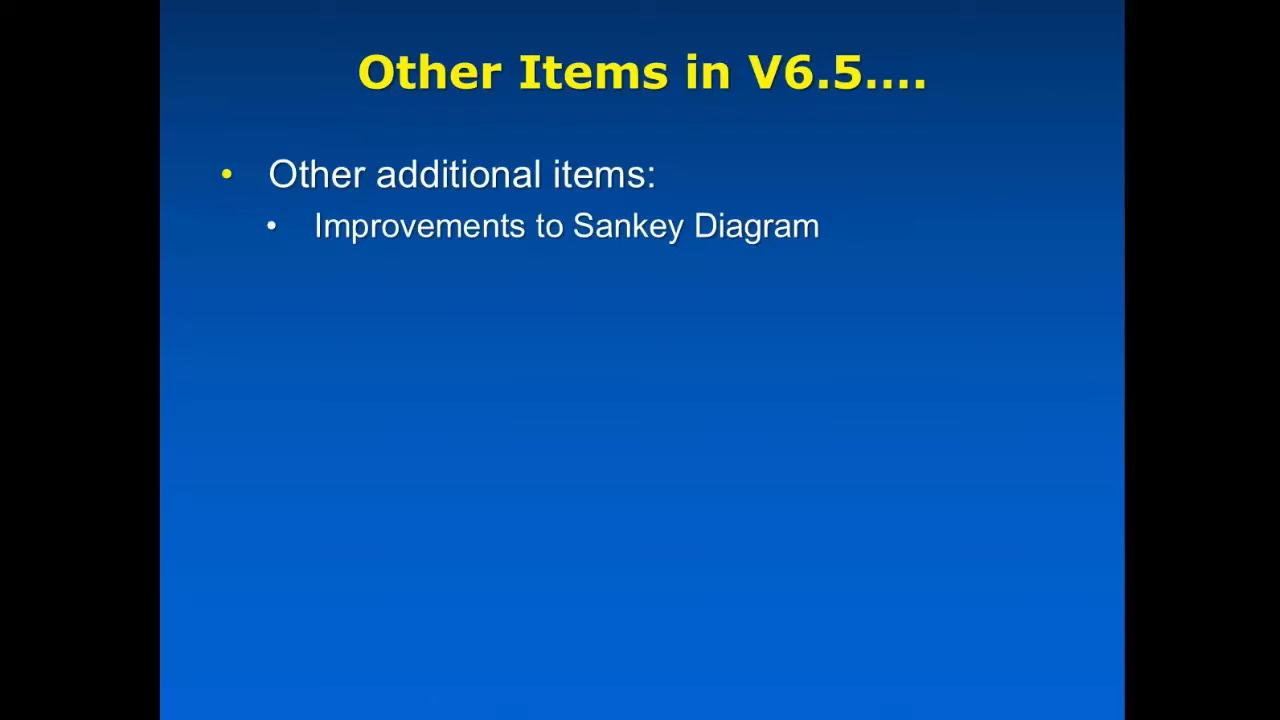 Other Items in V6.5....
• Other additional items:
• Improvements to Sankey Diagram